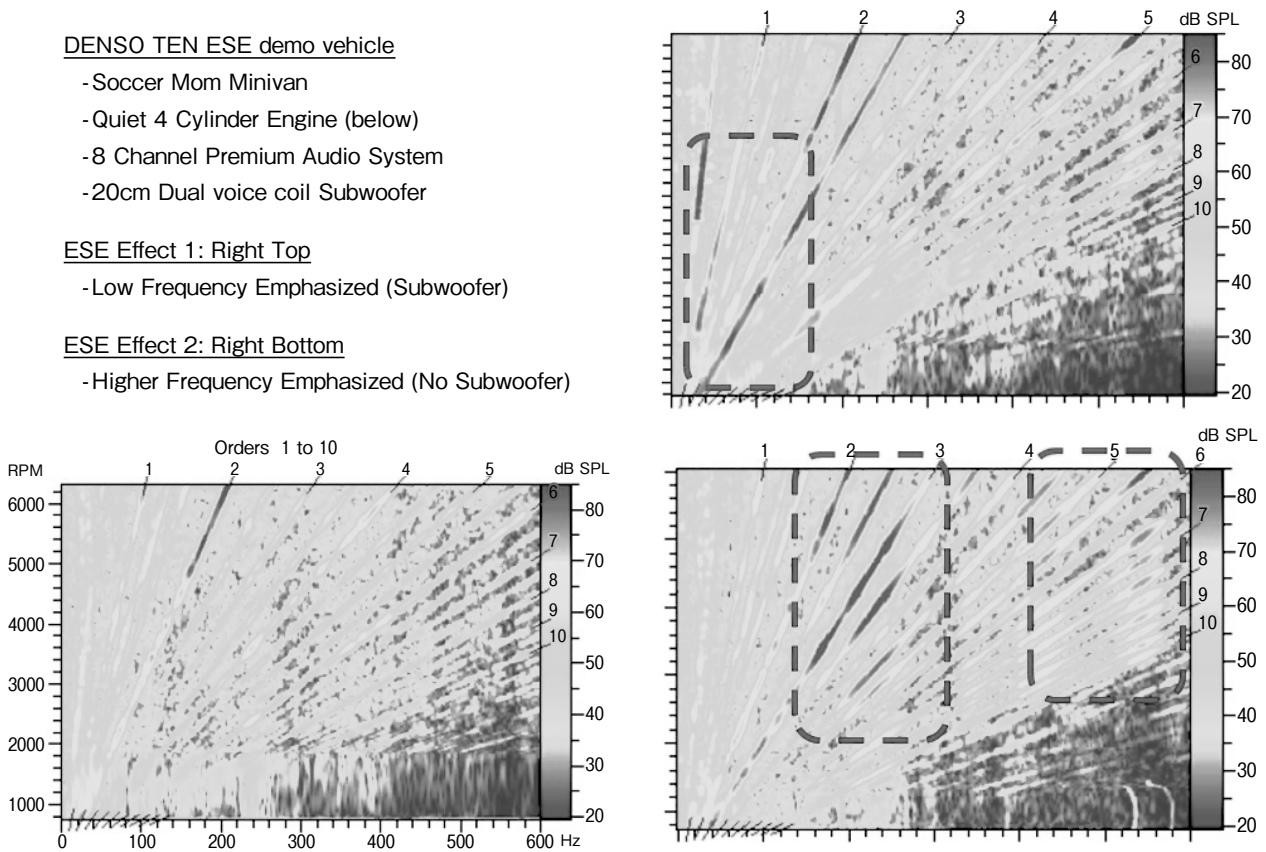 DENSO TEN ESE demo vehicle
-Soccer Mom Minivan
-Quiet 4 Cylinder Engine (below)
-8 Channel Premium Audio System
-20cm Dual voice coil Subwoofer
ESE Effect 1: Right Top
-Low Frequency Emphasized (Subwoofer)
ESE Effect 2: Right Bottom
-Higher Frequency Emphasized (No Subwoofer)
1 2 3 4 5 dB SPL
6
7
8
9
10
80
70
60
50
40
30
20
Orders 1 to 10
RPM 1 2 3 4 5 dB SPL
6
7
8
9
10
6000
5000
4000
3000
2000
1000
80
70
60
50
40
30
20
0 100 200 300 400 500 600 Hz
dB SPL
1 2 3 4 5 6
7
8
9
10
80
70
60
50
40
30
20